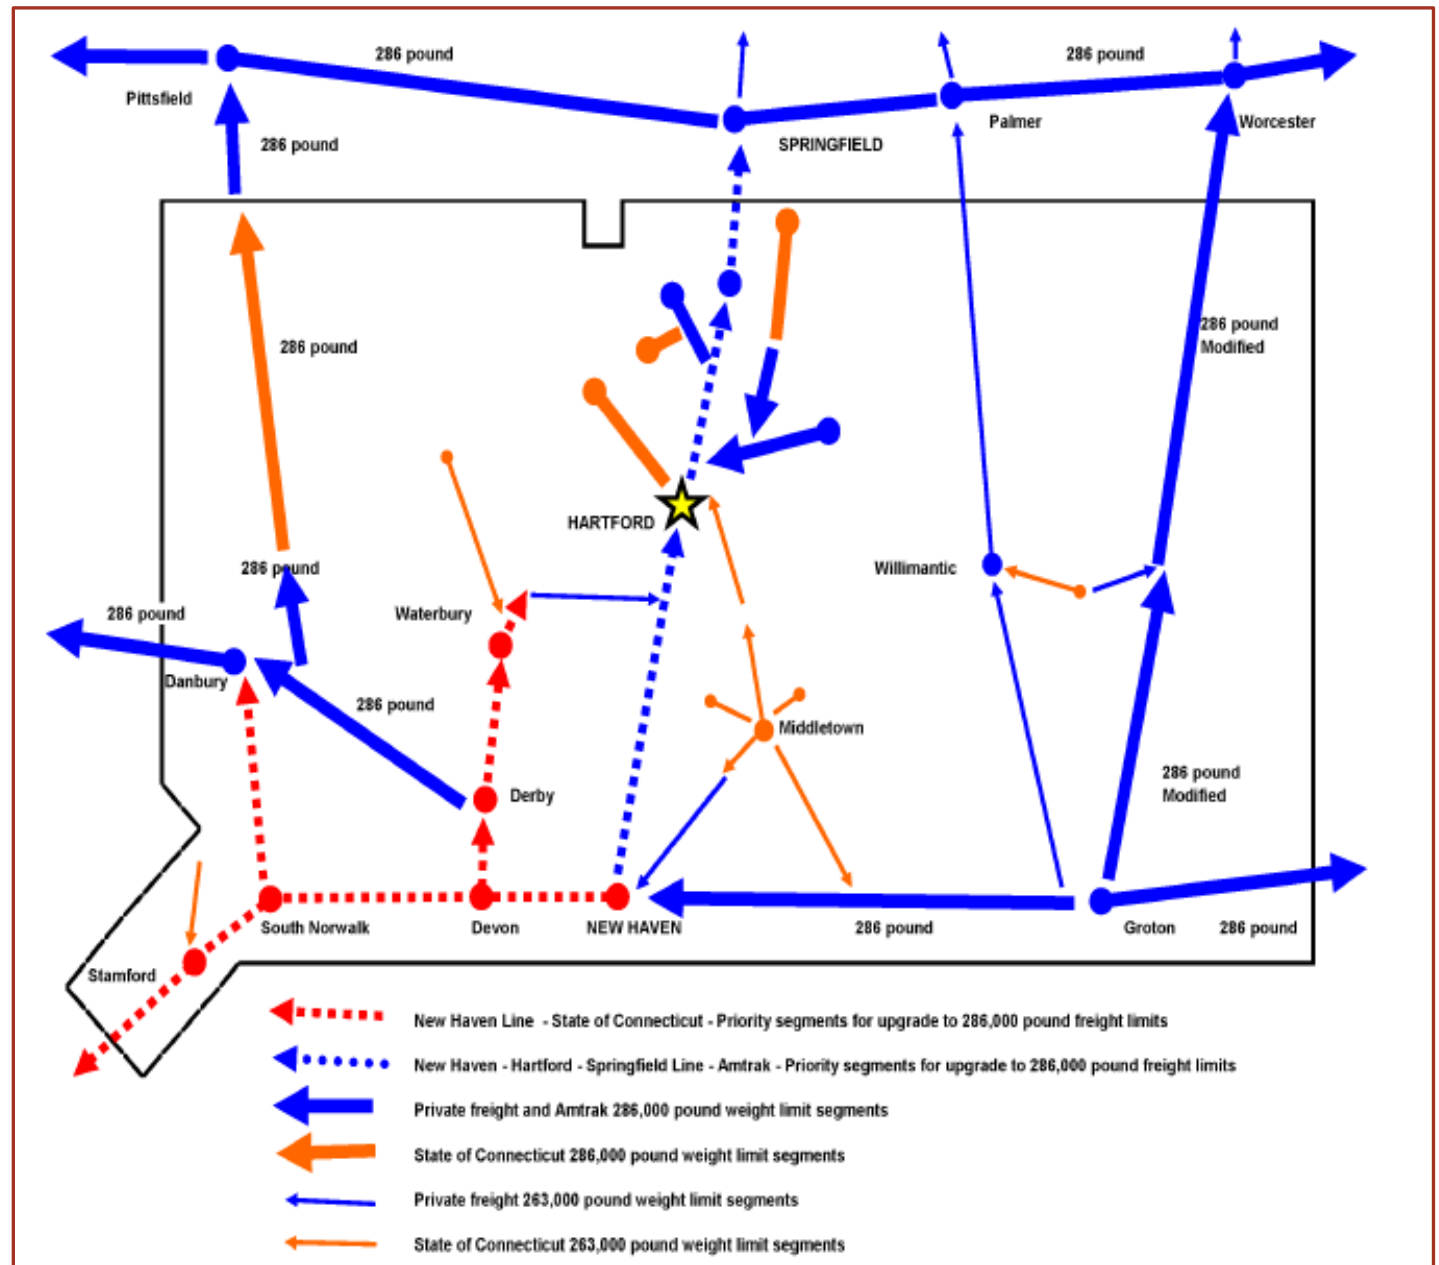 286 pound
286 pound
Pittsfield
Palmer
Worcester
286 pound
SPRINGFIELD
286 pound
Modified
286 pound
HARTFORD
286 pound
Willimantic
286 pound
Waterbury
Danbury
286 pound
Middletown
286 pound
Modified
Derby
South Norwalk
Devon
NEW HAVEN
286 pound
Groton
286 pound
Stamford
New Haven Line - State of Connecticut - Priority segments for upgrade to 286,000 pound freight limits
New Haven - Hartford - Springfield Line - Amtrak - Priority segments for upgrade to 286,000 pound freight limits
Private freight and Amtrak 286,000 pound weight limit segments
State of Connecticut 286,000 pound weight limit segments
Private freight 263,000 pound weight limit segments
State of Connecticut 263,000 pound weight limit segments